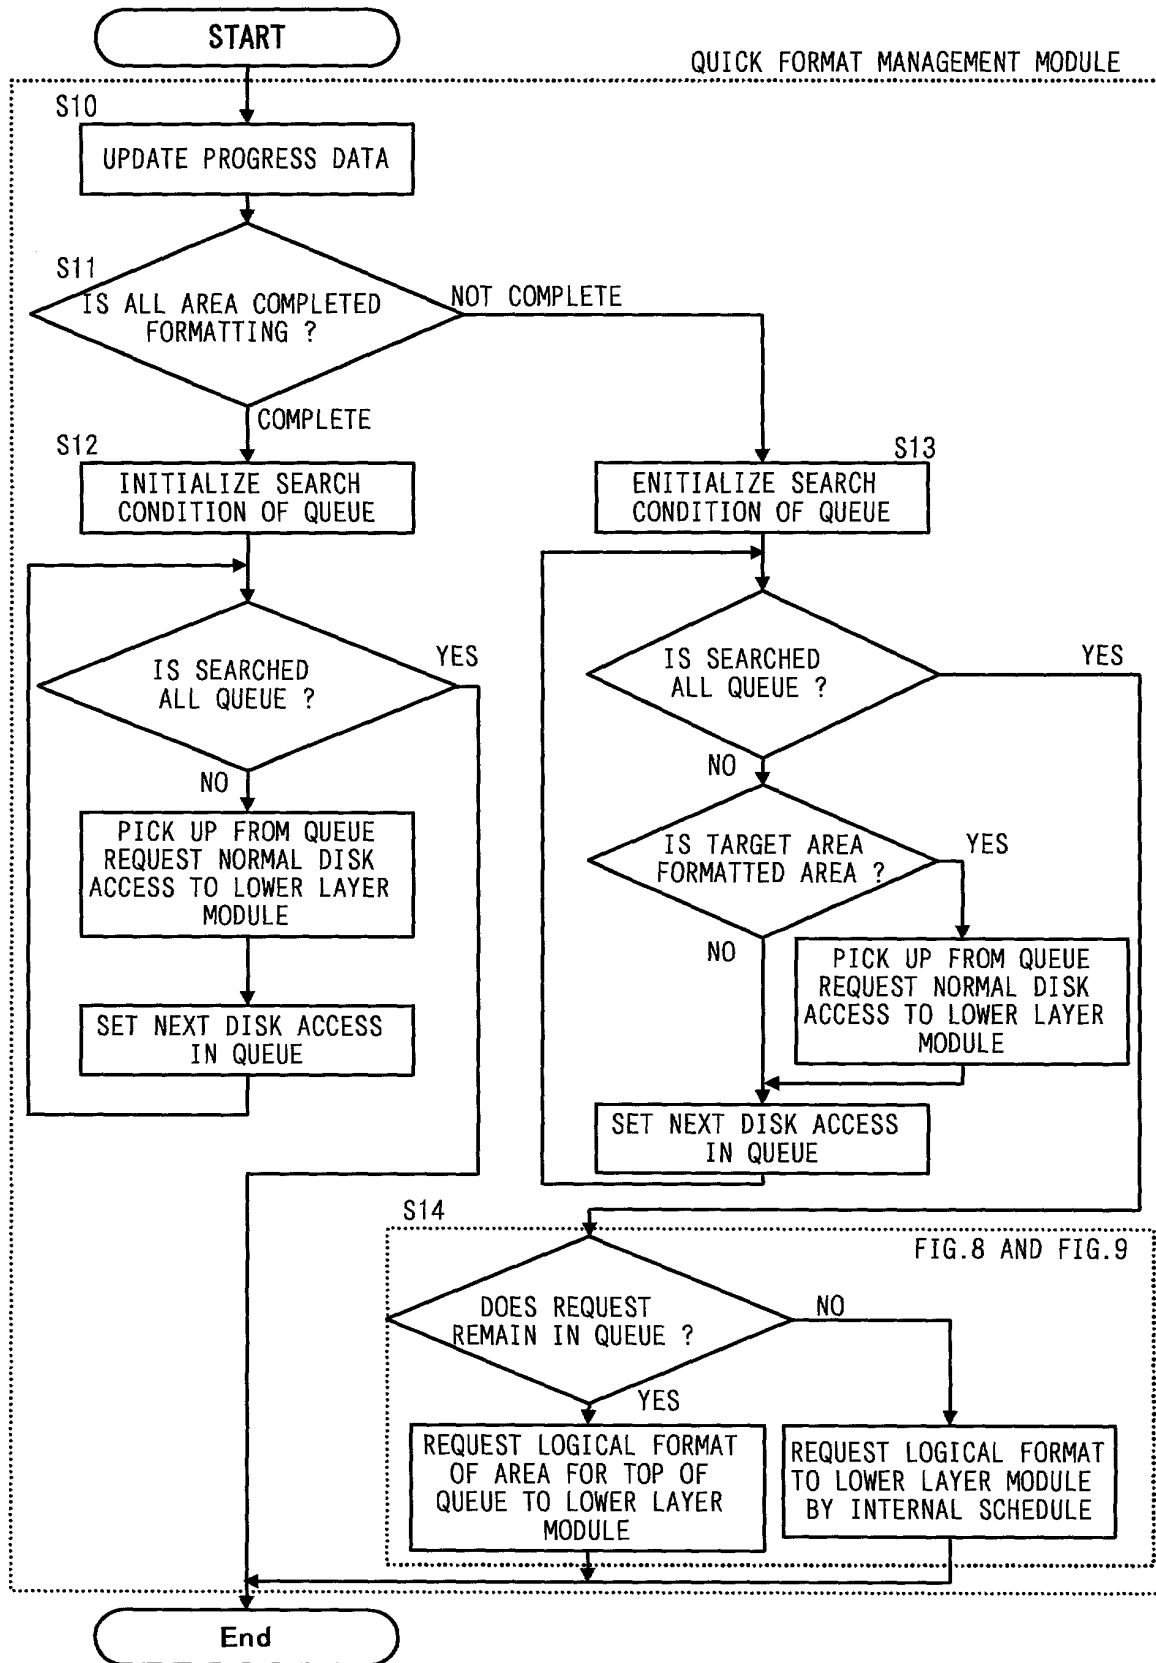 START
QUICK FORMAT MANAGEMENT MODULE
S10
UPDATE PROGRESS DATA
S11
IS ALL AREA COMPLETED
FORMATTING ?
NOT COMPLETE
COMPLETE
S12
INITIALIZE SEARCH
CONDITION OF QUEUE
S13
ENITIALIZE SEARCH
CONDITION OF QUEUE
IS SEARCHED
ALL QUEUE ?
YES
NO
PICK UP FROM QUEUE
REQUEST NORMAL DISK
ACCESS TO LOWER LAYER
MODULE
SET NEXT DISK ACCESS
IN QUEUE
IS SEARCHED
ALL QUEUE ?
YES
NO
IS TARGET AREA
FORMATTED AREA ?
YES
NO
PICK UP FROM QUEUE
REQUEST NORMAL DISK
ACCESS TO LOWER LAYER
MODULE
SET NEXT DISK ACCESS
IN QUEUE
S14
FIG.8 AND FIG.9
DOES REQUEST
REMAIN IN QUEUE ?
NO
YES
REQUEST LOGICAL FORMAT
OF AREA FOR TOP OF
QUEUE TO LOWER LAYER
MODULE
REQUEST LOGICAL FORMAT
TO LOWER LAYER MODULE
BY INTERNAL SCHEDULE
End